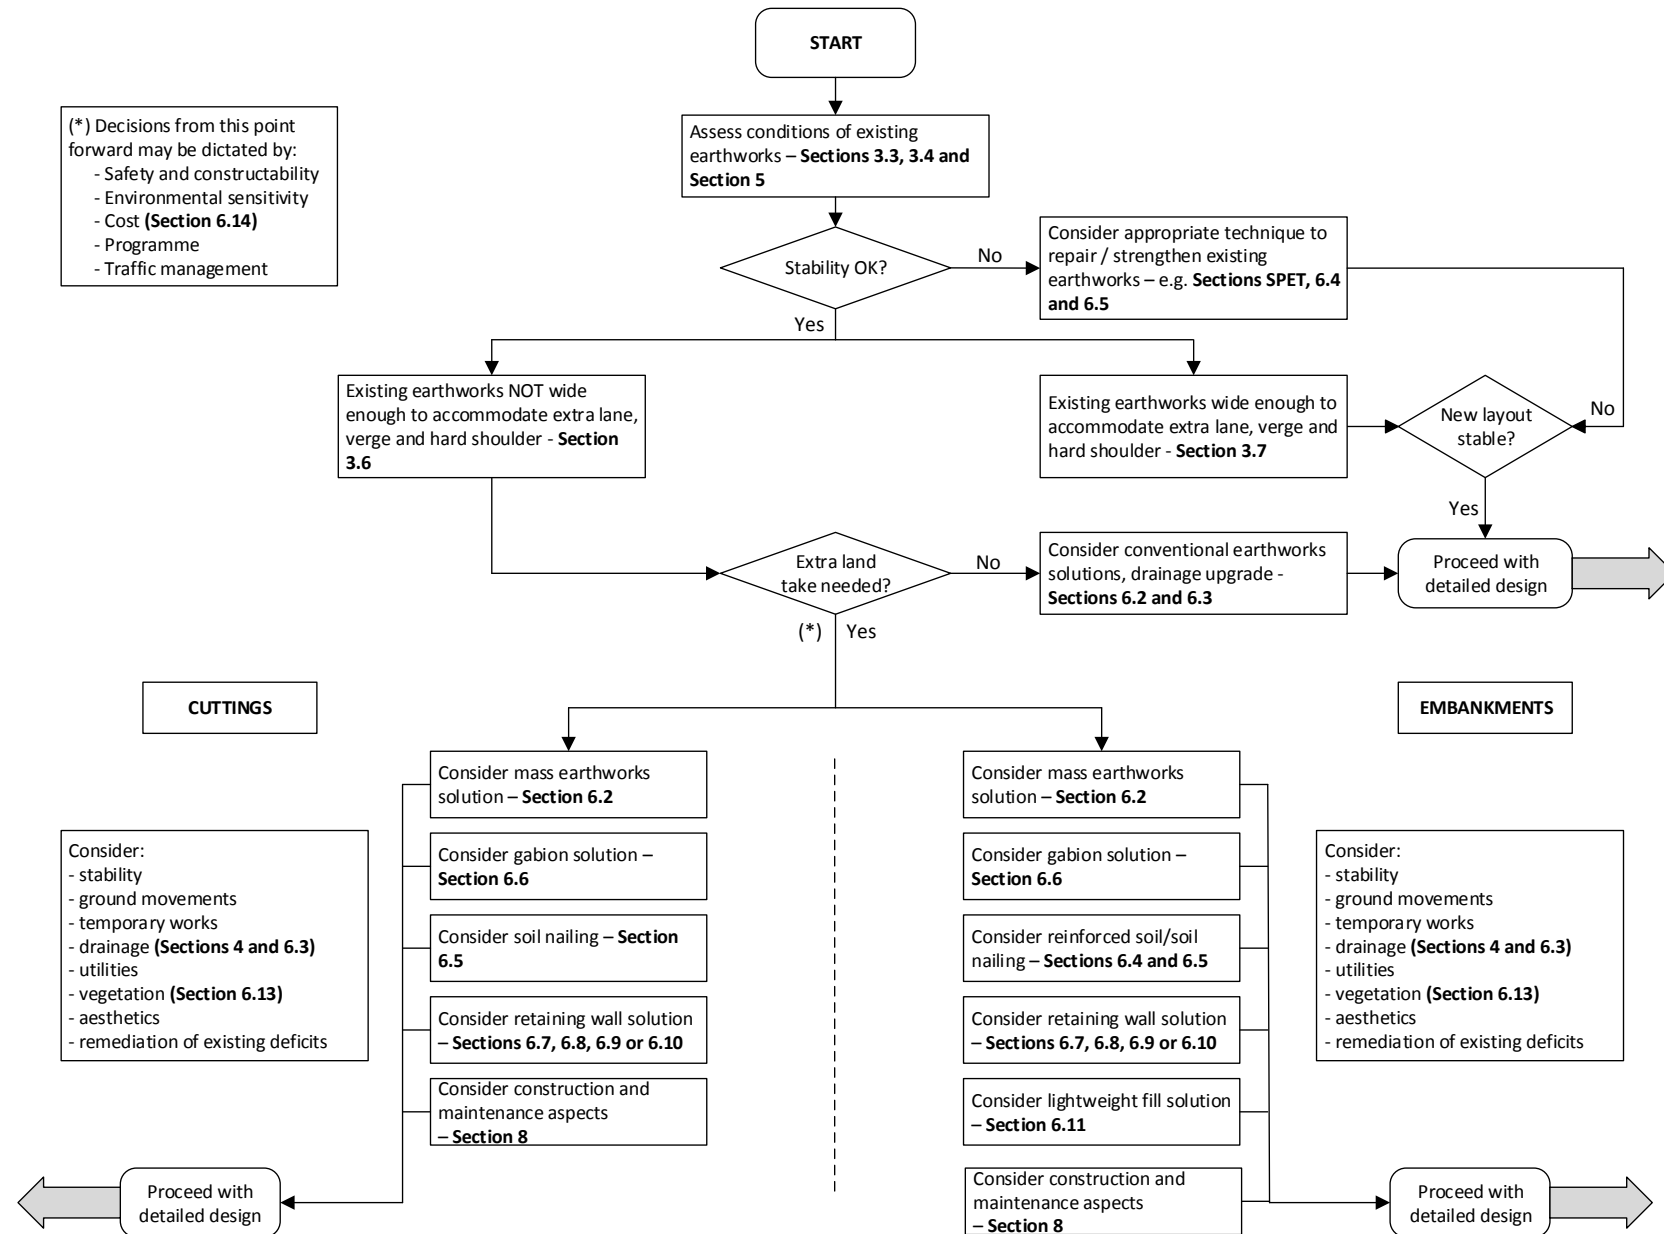 START
(*) Decisions from this point
forward may be dictated by:
- Safety and constructability
- Environmental sensitivity
- Cost (Section 6.14)
- Programme
- Traffic management
Assess conditions of existing
earthworks – Sections 3.3, 3.4 and
Section 5
Stability OK?
No
Consider appropriate technique to
repair / strengthen existing
earthworks – e.g. Sections SPET, 6.4
and 6.5
Yes
Existing earthworks NOT wide
enough to accommodate extra lane,
verge and hard shoulder - Section
3.6
Existing earthworks wide enough to
accommodate extra lane, verge and
hard shoulder - Section 3.7
New layout
stable?
No
Yes
Extra land
take needed?
No
Consider conventional earthworks
solutions, drainage upgrade -
Sections 6.2 and 6.3
Proceed with
detailed design
(*) Yes
CUTTINGS
EMBANKMENTS
Consider mass earthworks
solution – Section 6.2
Consider gabion solution –
Section 6.6
Consider soil nailing – Section
6.5
Consider retaining wall solution
– Sections 6.7, 6.8, 6.9 or 6.10
Consider construction and
maintenance aspects
– Section 8
Consider:
- stability
- ground movements
- temporary works
- drainage (Sections 4 and 6.3)
- utilities
- vegetation (Section 6.13)
- aesthetics
- remediation of existing deficits
Proceed with
detailed design
Consider mass earthworks
solution – Section 6.2
Consider gabion solution –
Section 6.6
Consider reinforced soil/soil
nailing – Sections 6.4 and 6.5
Consider retaining wall solution
– Sections 6.7, 6.8, 6.9 or 6.10
Consider lightweight fill solution
– Section 6.11
Consider construction and
maintenance aspects
– Section 8
Consider:
- stability
- ground movements
- temporary works
- drainage (Sections 4 and 6.3)
- utilities
- vegetation (Section 6.13)
- aesthetics
- remediation of existing deficits
Proceed with
detailed design